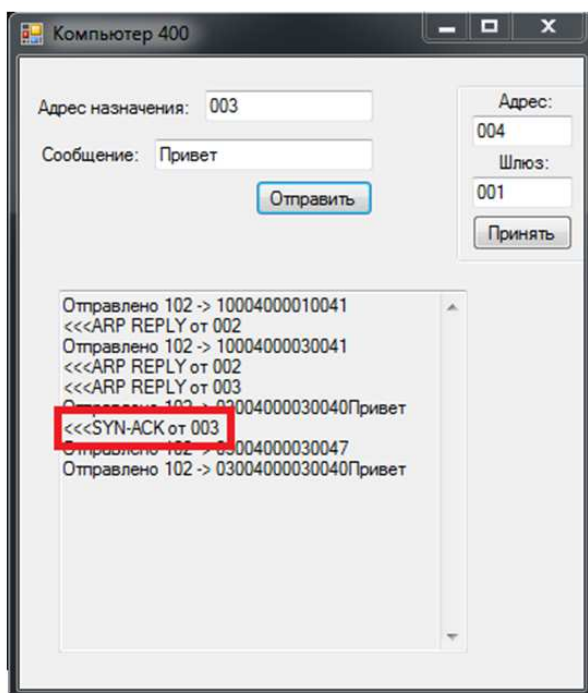 Компьютер 400
Адрес назначения: 003
Сообщение: Привет
Отправить
Адрес:
004
Шлюз:
001
Принять
Отправлено 102 -> 10004000010041
<<<ARP REPLY от 002
Отправлено 102 -> 10004000030041
<<<ARP REPLY от 002
<<<ARP REPLY от 003
Отправлено 102 -> 03004000030040Привет
<<<SYN-ACK от 003
Отправлено 102 -> 03004000030047
Отправлено 102 -> 03004000030040Привет